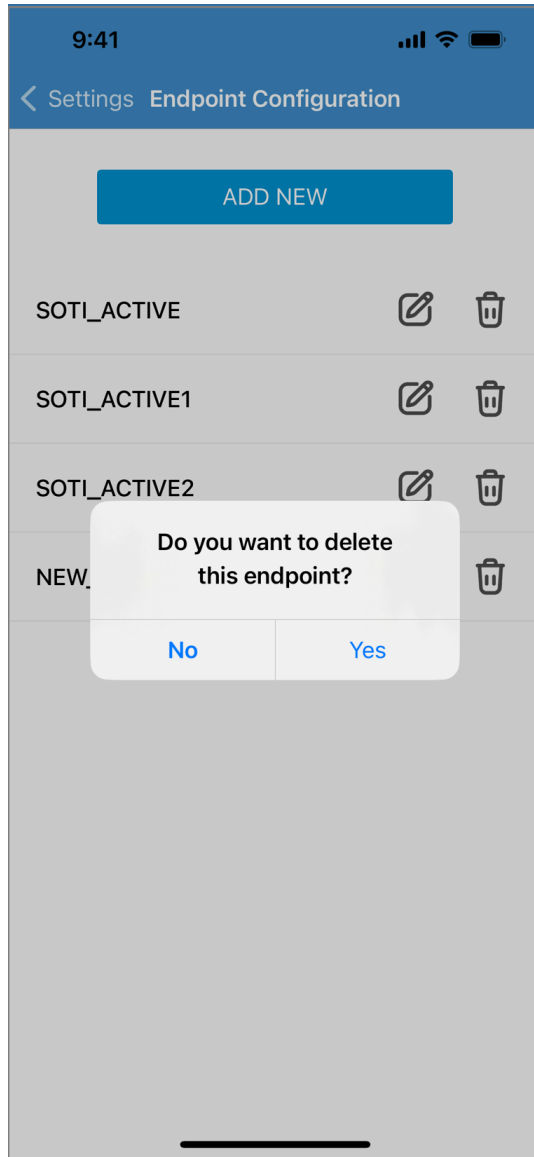 9:41
Settings Endpoint Configuration
ADD NEW
SOTI_ACTIVE
SOTI_ACTIVE1
SOTI_ACTIVE2
Do you want to delete
this endpoint?
NEW_
No Yes